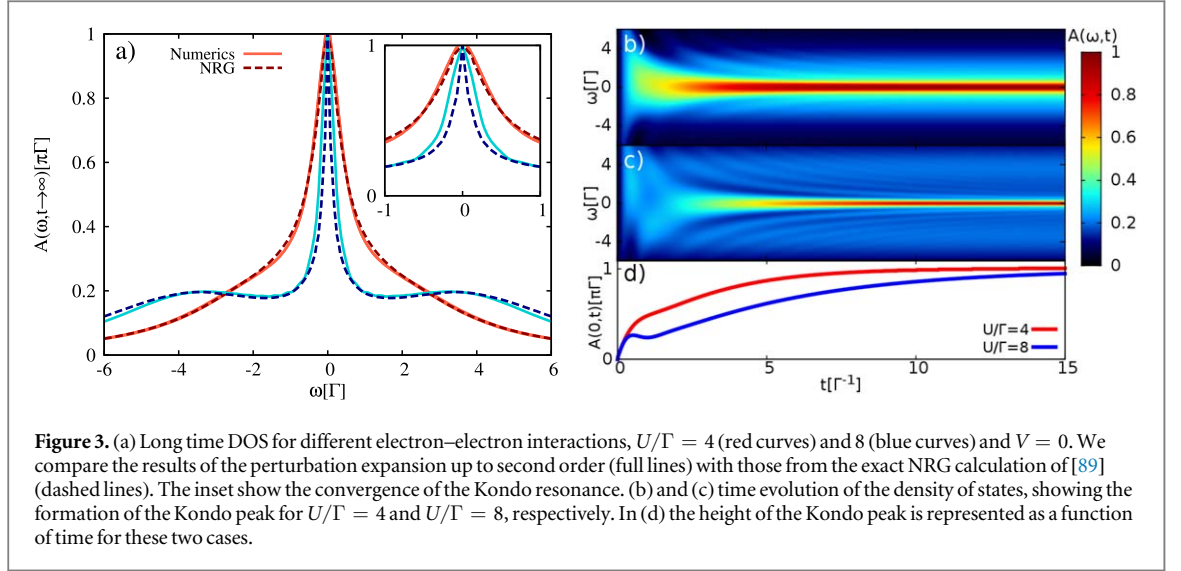 a)
Numerics
NRG
A(ω,t→∞)[πΓ]
1
0.8
0.6
0.4
0.2
0
-6
-4
-2
0
2
4
6
ω[Γ]
1
0
-1
0
1
b)
ω[Γ]
4
0
-4
c)
ω[Γ]
4
0
-4
A(ω,t)
1
0.8
0.6
0.4
0.2
0
d)
A(0,t)[πΓ]
1
0
U/Γ=4
U/Γ=8
0
5
10
15
t[Γ⁻¹]
Figure 3. (a) Long time DOS for different electron–electron interactions, U/Γ = 4 (red curves) and 8 (blue curves) and V = 0. We
compare the results of the perturbation expansion up to second order (full lines) with those from the exact NRG calculation of [89]
(dashed lines). The inset show the convergence of the Kondo resonance. (b) and (c) time evolution of the density of states, showing the
formation of the Kondo peak for U/Γ = 4 and U/Γ = 8, respectively. In (d) the height of the Kondo peak is represented as a function
of time for these two cases.